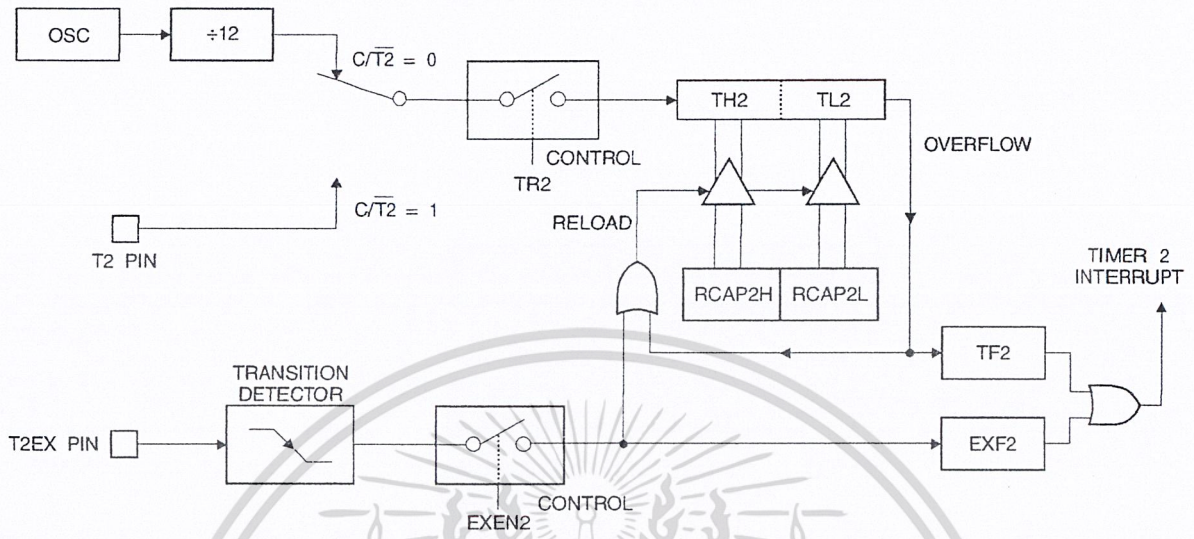 OSC
÷12
C/T2̅ = 0
TH2
TL2
OVERFLOW
CONTROL
TR2
C/T2̅ = 1
RELOAD
T2 PIN
TIMER 2
INTERRUPT
RCAP2H
RCAP2L
TF2
TRANSITION
DETECTOR
T2EX PIN
EXF2
CONTROL
EXEN2